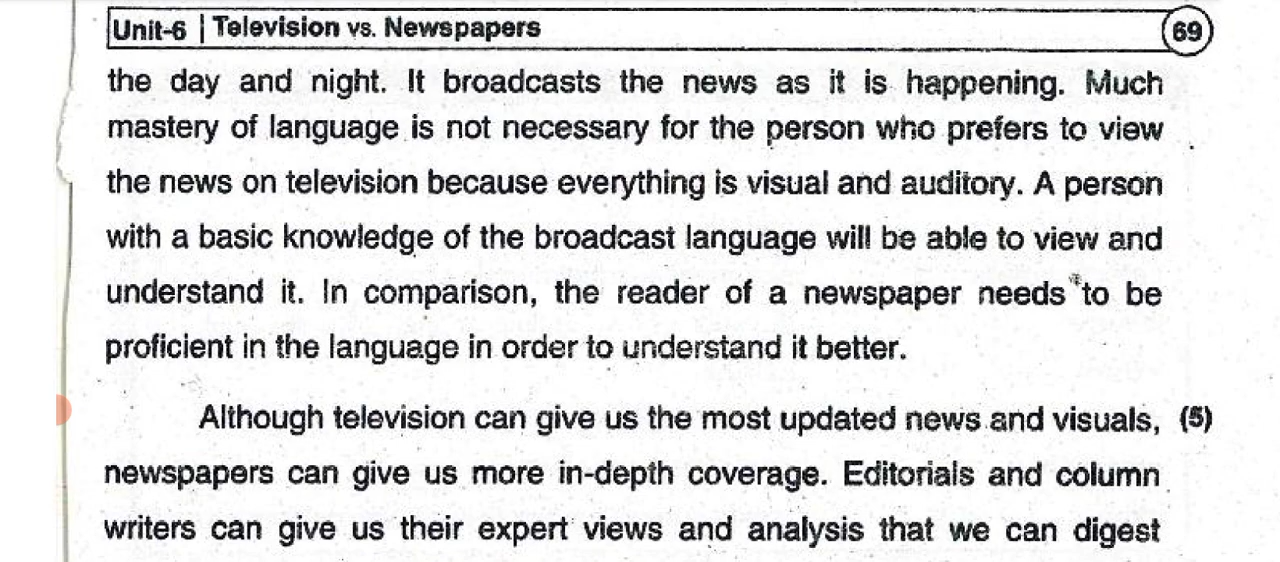 Unit-6 | Television vs. Newspapers 69
the day and night. It broadcasts the news as it is happening. Much
mastery of language is not necessary for the person who prefers to view
the news on television because everything is visual and auditory. A person
with a basic knowledge of the broadcast language will be able to view and
understand it. In comparison, the reader of a newspaper needs to be
proficient in the language in order to understand it better.
Although television can give us the most updated news and visuals, (5)
newspapers can give us more in-depth coverage. Editorials and column
writers can give us their expert views and analysis that we can digest